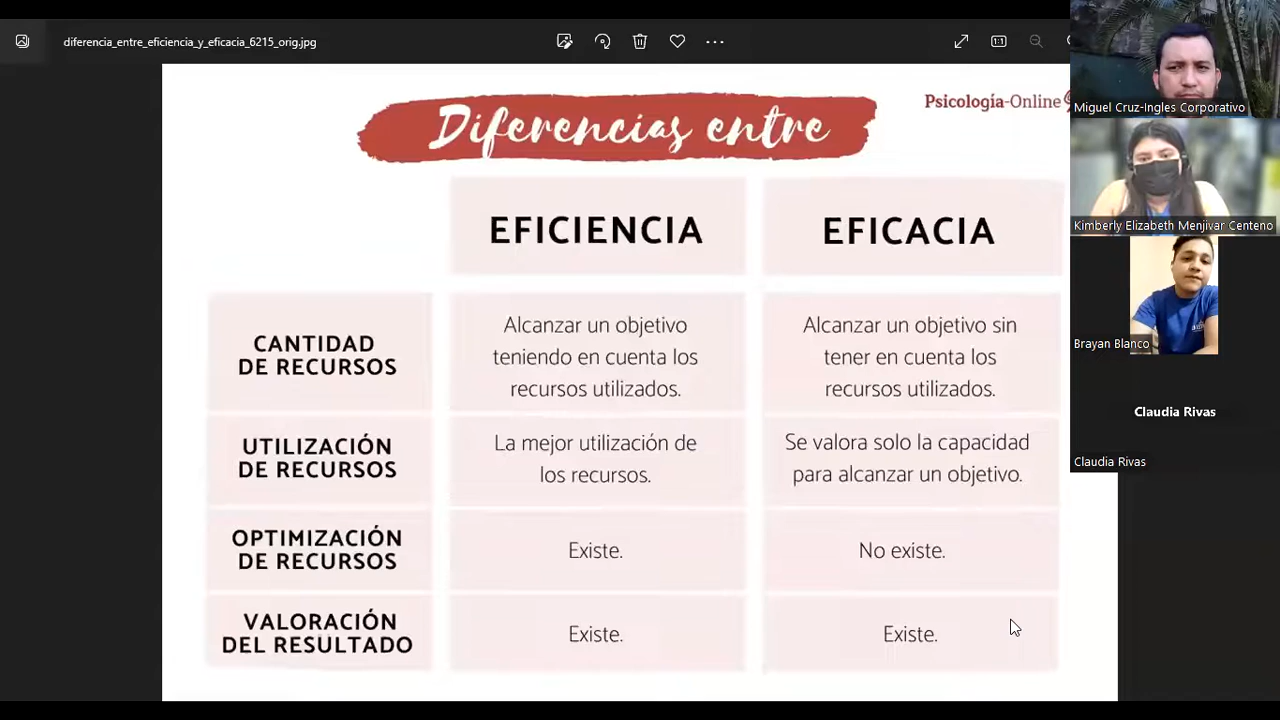 diferencia_entre_eficiencia_y_eficacia_6215_orig.jpg
Psicología-Online
Diferencias entre
EFICIENCIA
EFICACIA
CANTIDAD
DE RECURSOS
Alcanzar un objetivo
teniendo en cuenta los
recursos utilizados.
Alcanzar un objetivo sin
tener en cuenta los
recursos utilizados.
UTILIZACIÓN
DE RECURSOS
La mejor utilización de
los recursos.
Se valora solo la capacidad
para alcanzar un objetivo.
OPTIMIZACIÓN
DE RECURSOS
Existe.
No existe.
VALORACIÓN
DEL RESULTADO
Existe.
Existe.
Miguel Cruz-Ingles Corporativo
Kimberly Elizabeth Menjivar Centeno
Brayan Blanco
Claudia Rivas
Claudia Rivas